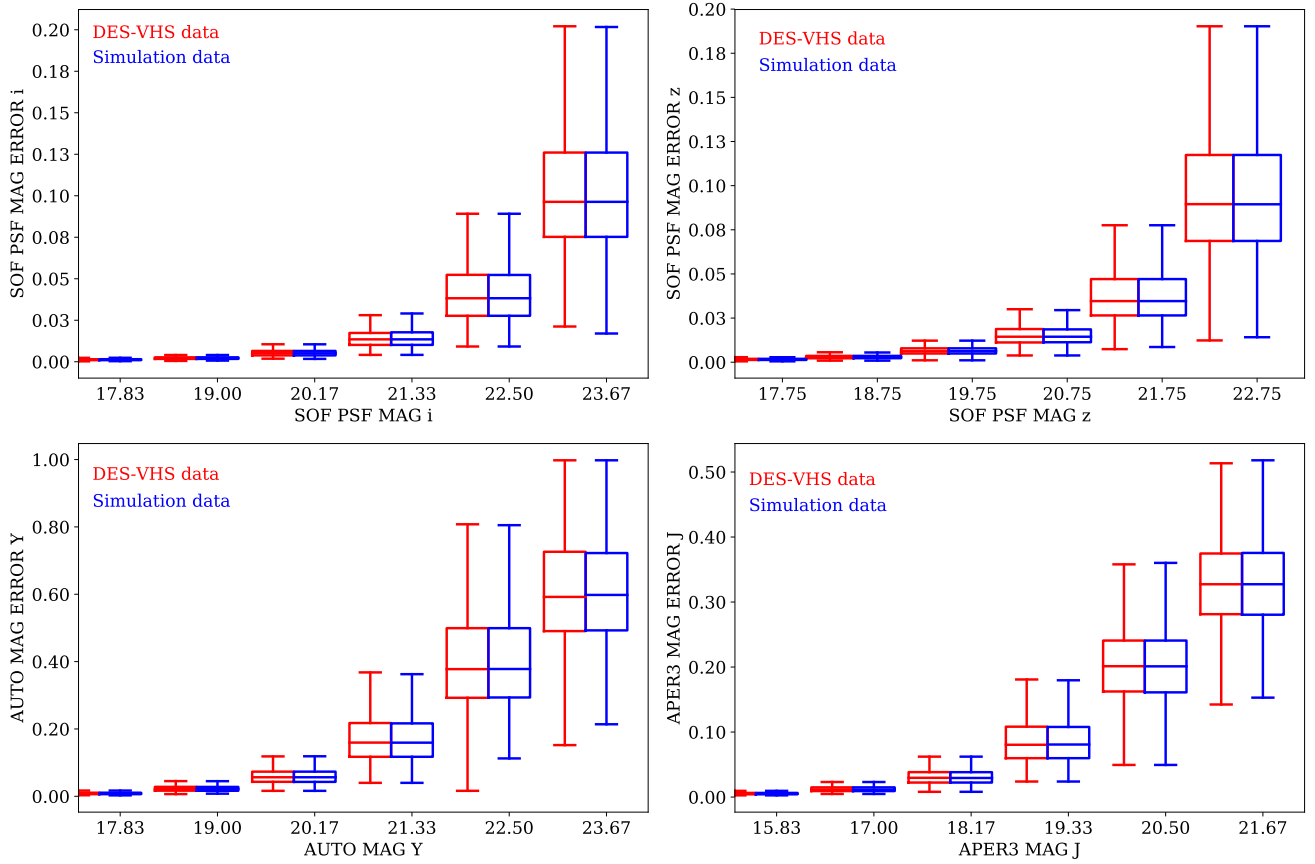 SOF PSF MAG ERROR i
0.20
0.18
0.15
0.13
0.10
0.08
0.05
0.03
0.00
DES-VHS data
Simulation data
17.83 19.00 20.17 21.33 22.50 23.67
SOF PSF MAG i
SOF PSF MAG ERROR z
0.20
0.18
0.15
0.13
0.10
0.08
0.05
0.03
0.00
DES-VHS data
Simulation data
17.75 18.75 19.75 20.75 21.75 22.75
SOF PSF MAG z
AUTO MAG ERROR Y
1.00
0.80
0.60
0.40
0.20
0.00
DES-VHS data
Simulation data
17.83 19.00 20.17 21.33 22.50 23.67
AUTO MAG Y
APER3 MAG ERROR J
0.50
0.40
0.30
0.20
0.10
0.00
DES-VHS data
Simulation data
15.83 17.00 18.17 19.33 20.50 21.67
APER3 MAG J